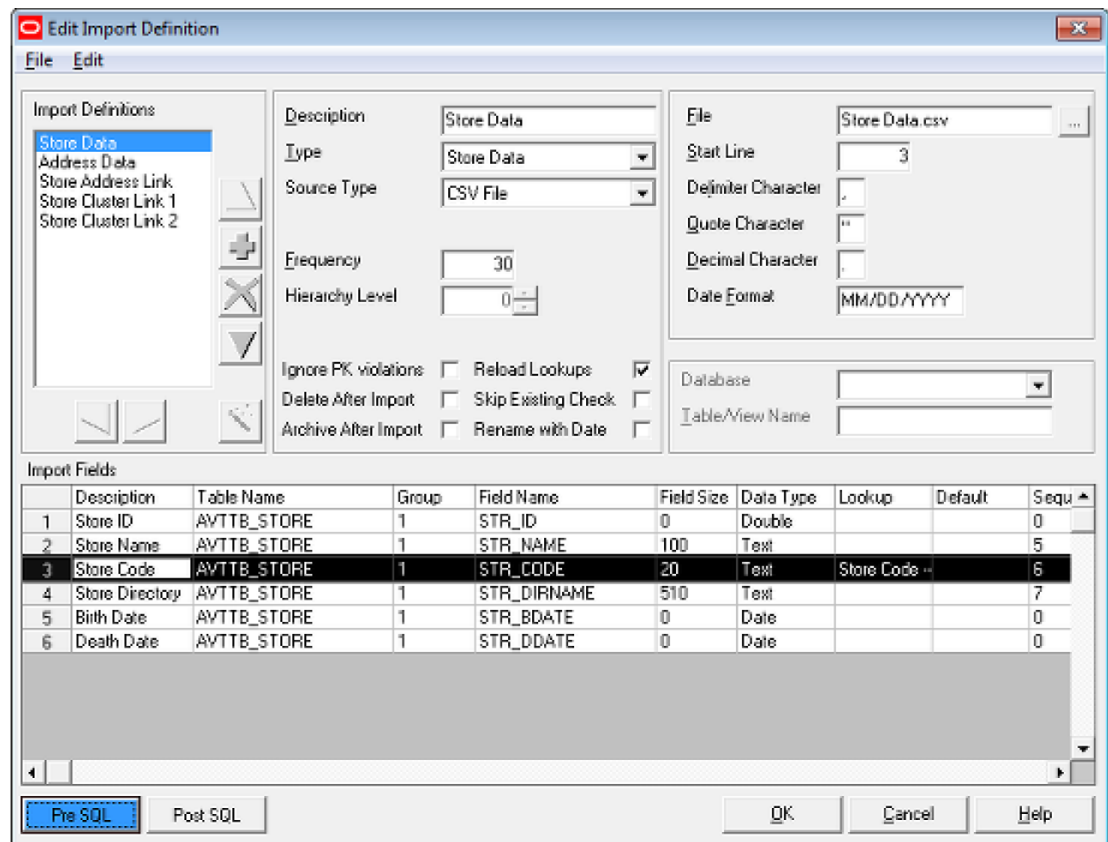 Edit Import Definition
File Edit
Import Definitions
Store Data
Address Data
Store Address Link
Store Cluster Link 1
Store Cluster Link 2
Description Store Data
Type Store Data
Source Type CSV File
Frequency 30
Hierarchy Level 0
Ignore PK violations Reload Lookups
Delete After Import Skip Existing Check
Archive After Import Rename with Date
File Store Data.csv ...
Start Line 3
Delimiter Character ,
Quote Character "
Decimal Character .
Date Format MM/DD/YYYY
Database
Table/View Name
Import Fields
Description Table Name Group Field Name Field Size Data Type Lookup Default Sequ
1 Store ID AVTTB_STORE 1 STR_ID 0 Double 0
2 Store Name AVTTB_STORE 1 STR_NAME 100 Text 5
3 Store Code AVTTB_STORE 1 STR_CODE 20 Text Store Code -- 6
4 Store Directory AVTTB_STORE 1 STR_DIRNAME 510 Text 7
5 Birth Date AVTTB_STORE 1 STR_BDATE 0 Date 0
6 Death Date AVTTB_STORE 1 STR_DDATE 0 Date 0
Pre SQL Post SQL OK Cancel Help